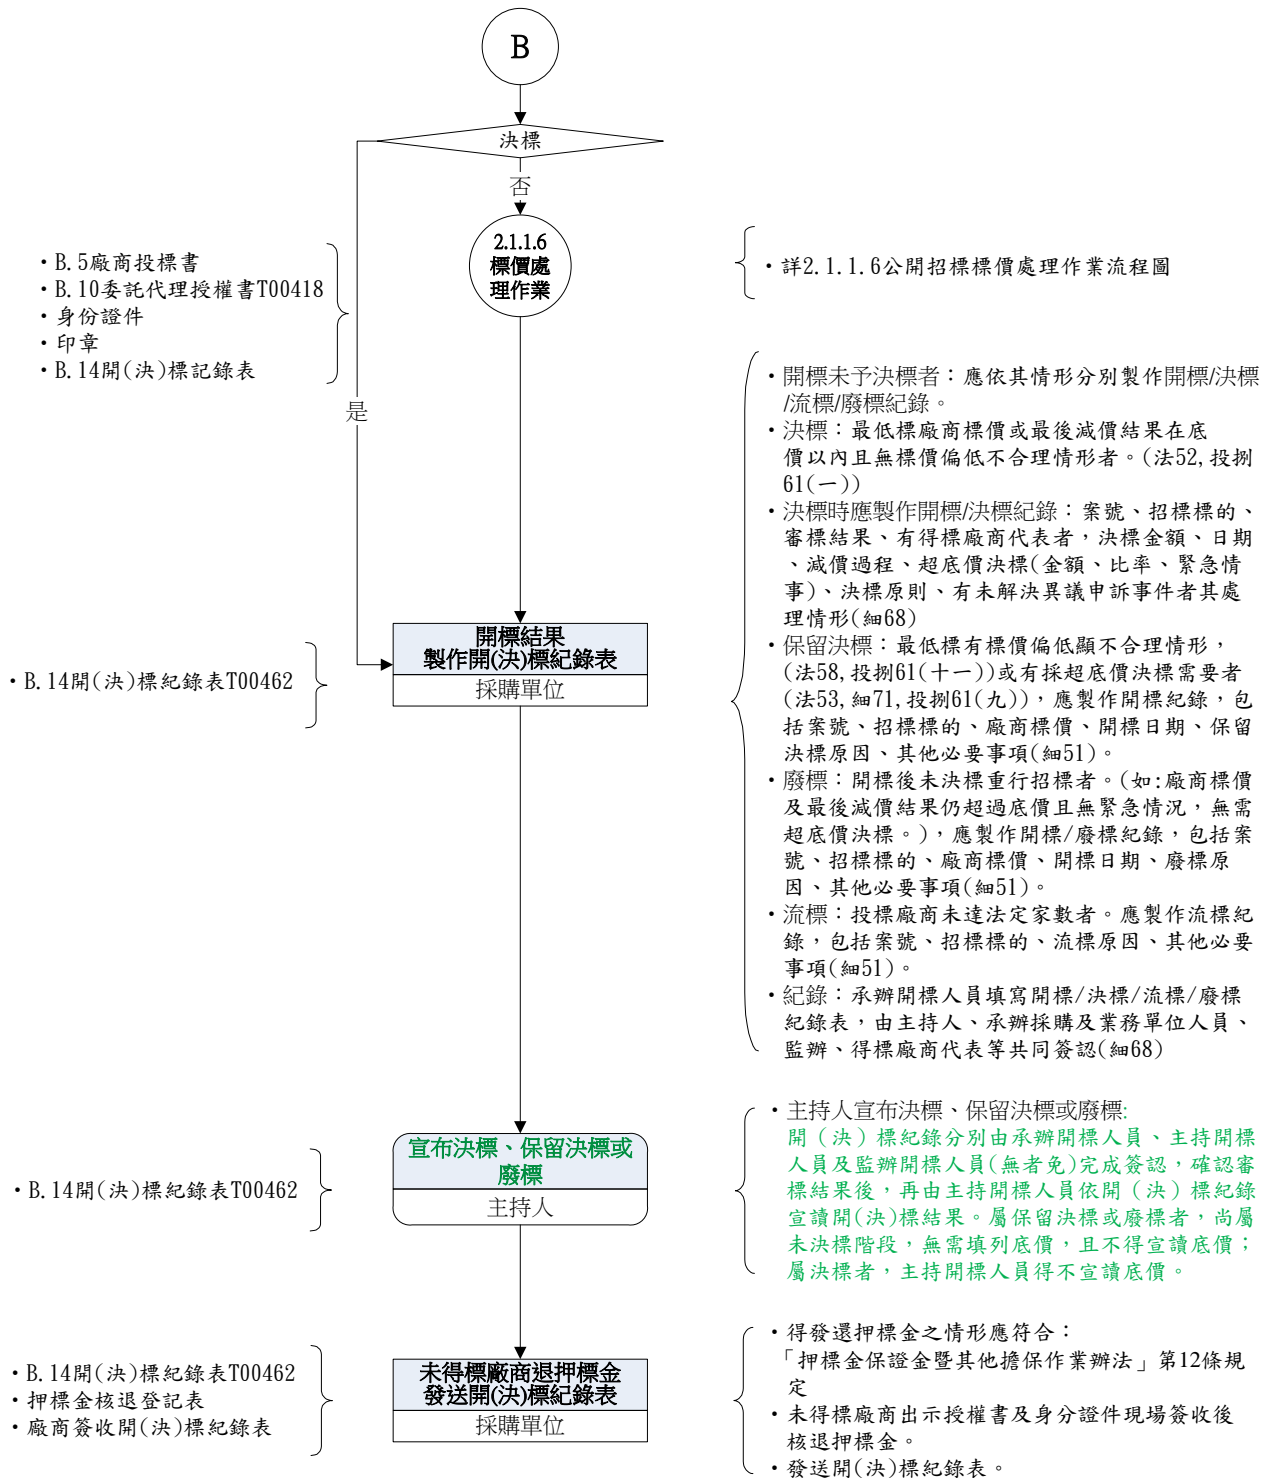 B
決標
否
2.1.1.6
標價處
理作業
・B.5廠商投標書
・B.10委託代理授權書T00418
・身份證件
・印章
・B.14開(決)標記錄表
・詳2.1.1.6公開招標標價處理作業流程圖
是
・開標未予決標者：應依其情形分別製作開標/決標
/流標/廢標紀錄。
・決標：最低標廠商標價或最後減價結果在底
價以內且無標價偏低不合理情形者。(法52,投捌
61(一))
・決標時應製作開標/決標紀錄：案號、招標標的、
審標結果、有得標廠商代表者，決標金額、日期
、減價過程、超底價決標(金額、比率、緊急情
事)、決標原則、有未解決異議申訴事件者其處
理情形(細68)
・保留決標：最低標有標價偏低顯不合理情形，
(法58,投捌61(十一))或有採超底價決標需要者
(法53,細71,投捌61(九))，應製作開標紀錄，包
括案號、招標標的、廠商標價、開標日期、保留
決標原因、其他必要事項(細51)。
・廢標：開標後未決標重行招標者。(如:廠商標價
及最後減價結果仍超過底價且無緊急情況，無需
超底價決標。)，應製作開標/廢標紀錄，包括案
號、招標標的、廠商標價、開標日期、廢標原
因、其他必要事項(細51)。
・流標：投標廠商未達法定家數者。應製作流標紀
錄，包括案號、招標標的、流標原因、其他必要
事項(細51)。
・紀錄：承辦開標人員填寫開標/決標/流標/廢標
紀錄表，由主持人、承辦採購及業務單位人員、
監辦、得標廠商代表等共同簽認(細68)
開標結果
製作開(決)標紀錄表
採購單位
・B.14開(決)標紀錄表T00462
宣布決標、保留決標或
廢標
主持人
・B.14開(決)標紀錄表T00462
・主持人宣布決標、保留決標或廢標:
開（決）標紀錄分別由承辦開標人員、主持開標
人員及監辦開標人員(無者免)完成簽認，確認審
標結果後，再由主持開標人員依開（決）標紀錄
宣讀開(決)標結果。屬保留決標或廢標者，尚屬
未決標階段，無需填列底價，且不得宣讀底價；
屬決標者，主持開標人員得不宣讀底價。
未得標廠商退押標金
發送開(決)標紀錄表
採購單位
・B.14開(決)標紀錄表T00462
・押標金核退登記表
・廠商簽收開(決)標紀錄表
・得發還押標金之情形應符合：
「押標金保證金暨其他擔保作業辦法」第12條規
定
・未得標廠商出示授權書及身分證件現場簽收後
核退押標金。
・發送開(決)標紀錄表。